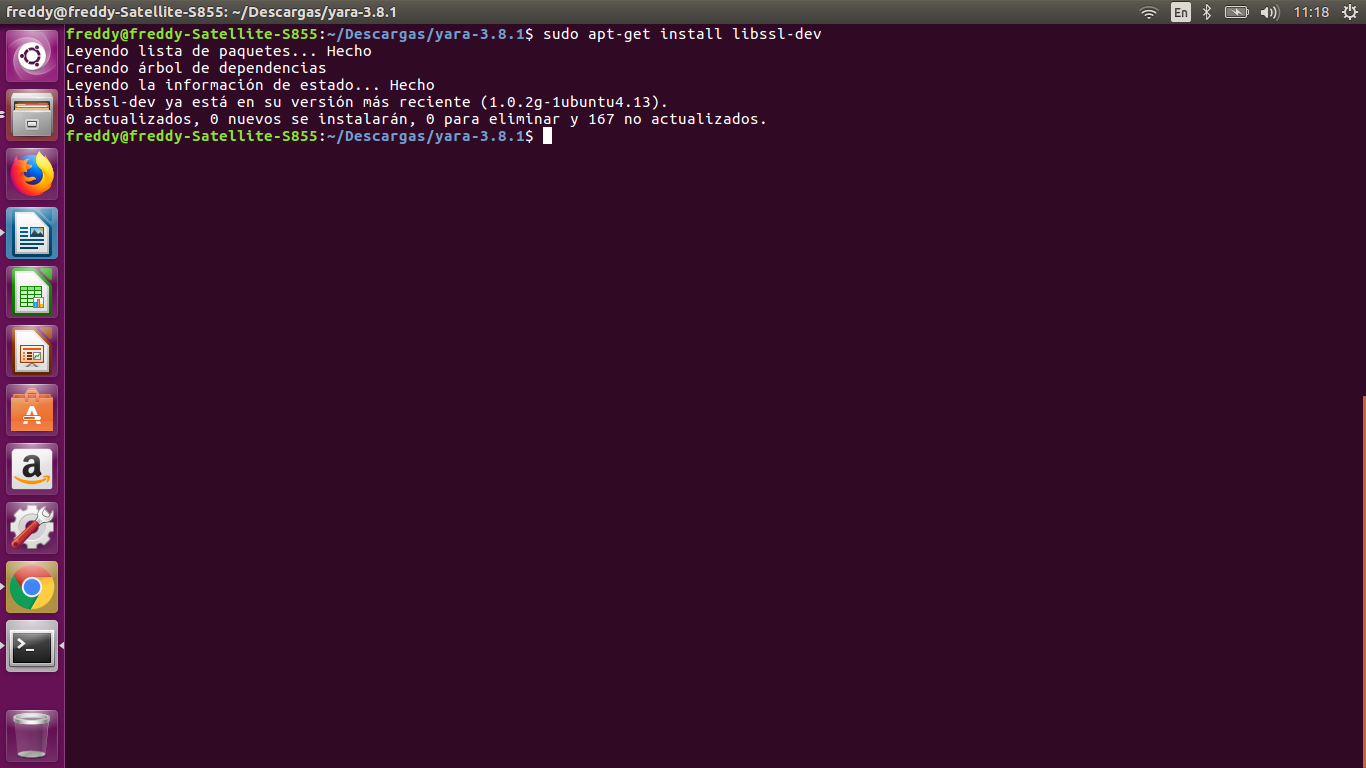 freddy@freddy-Satellite-S855: ~/Descargas/yara-3.8.1
En
11:18
freddy@freddy-Satellite-S855:~/Descargas/yara-3.8.1$ sudo apt-get install libssl-dev
Leyendo lista de paquetes... Hecho
Creando árbol de dependencias
Leyendo la información de estado... Hecho
libssl-dev ya está en su versión más reciente (1.0.2g-1ubuntu4.13).
0 actualizados, 0 nuevos se instalarán, 0 para eliminar y 167 no actualizados.
freddy@freddy-Satellite-S855:~/Descargas/yara-3.8.1$